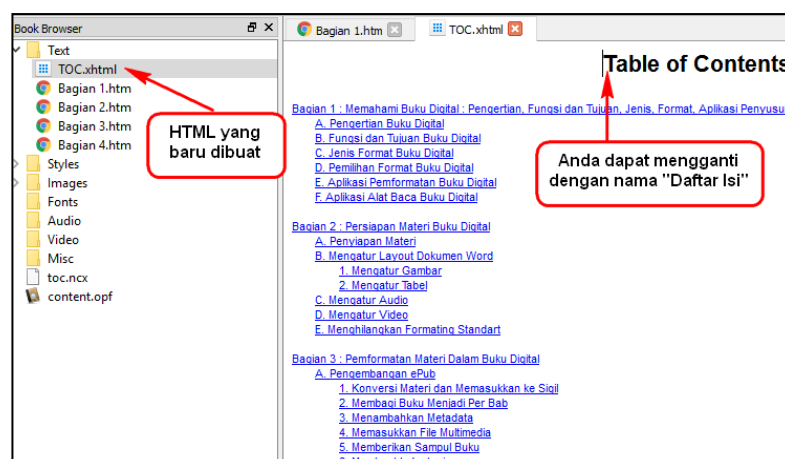 Book Browser
Text
TOC.xhtml
Bagian 1.htm
Bagian 2.htm
Bagian 3.htm
Bagian 4.htm
Styles
Images
Fonts
Audio
Video
Misc
toc.ncx
content.opf
HTML yang
baru dibuat
Bagian 1.htm
TOC.xhtml
Table of Contents
Bagian 1 : Memahami Buku Digital : Pengertian, Fungsi dan Tujuan, Jenis, Format, Aplikasi Penyusu
A. Pengertian Buku Digital
B. Fungsi dan Tujuan Buku Digital
C. Jenis Format Buku Digital
D. Pemilihan Format Buku Digital
E. Aplikasi Pemformatan Buku Digital
F. Aplikasi Alat Baca Buku Digital
Anda dapat mengganti
dengan nama "Daftar Isi"
Bagian 2 : Persiapan Materi Buku Digital
A. Penyiapan Materi
B. Mengatur Layout Dokumen Word
1. Mengatur Gambar
2. Mengatur Tabel
C. Mengatur Audio
D. Mengatur Video
E. Menghilangkan Formating Standart
Bagian 3 : Pemformatan Materi Dalam Buku Digital
A. Pengembangan ePub
1. Konversi Materi dan Memasukkan ke Sigil
2. Membagi Buku Menjadi Per Bab
3. Menambahkan Metadata
4. Memasukkan File Multimedia
5. Memberikan Sampul Buku